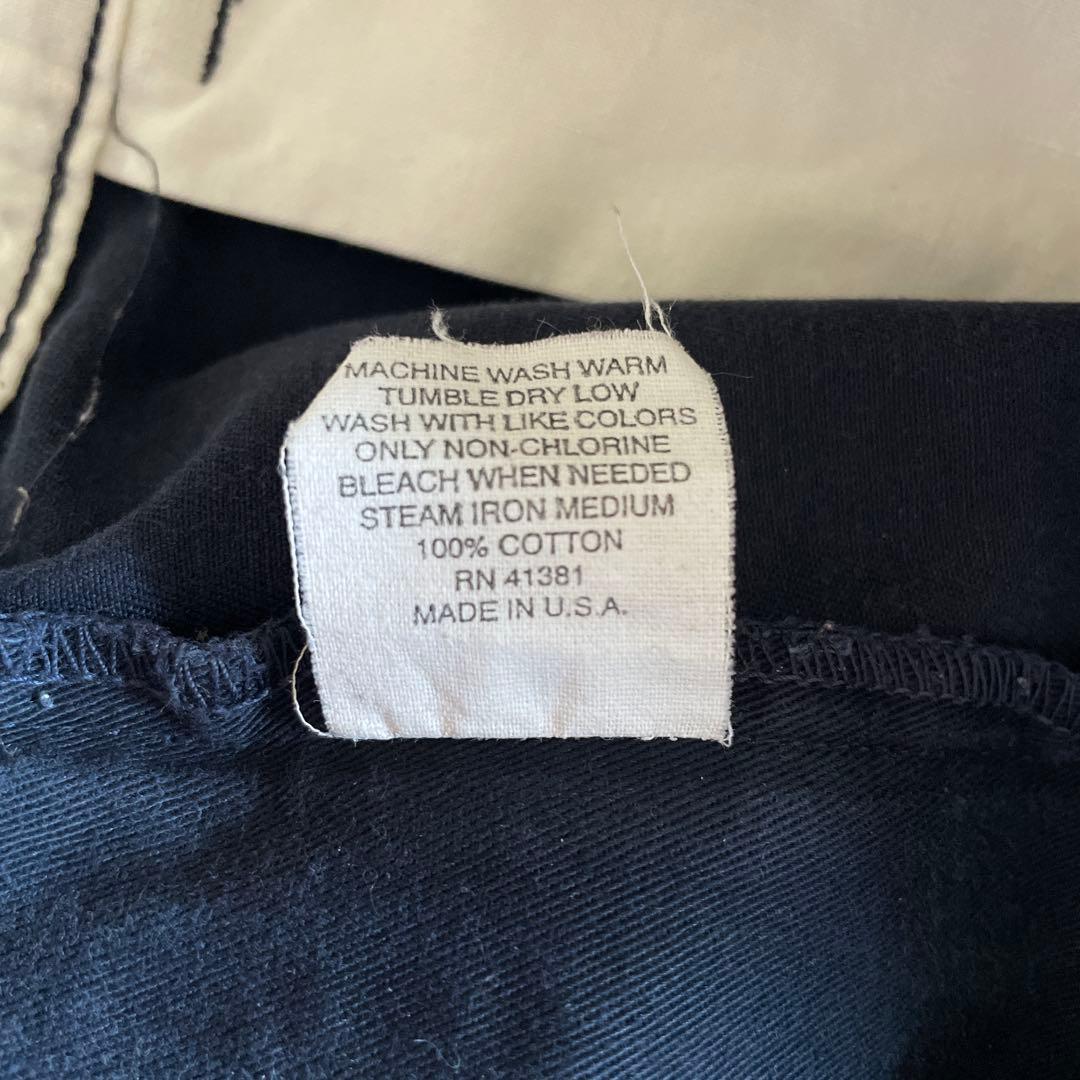 MACHINE WASH WARM
TUMBLE DRY LOW
WASH WITH LIKE COLORS
ONLY NON-CHLORINE
BLEACH WHEN NEEDED
STEAM IRON MEDIUM
100% COTTON
RN 41381
MADE IN U.S.A.